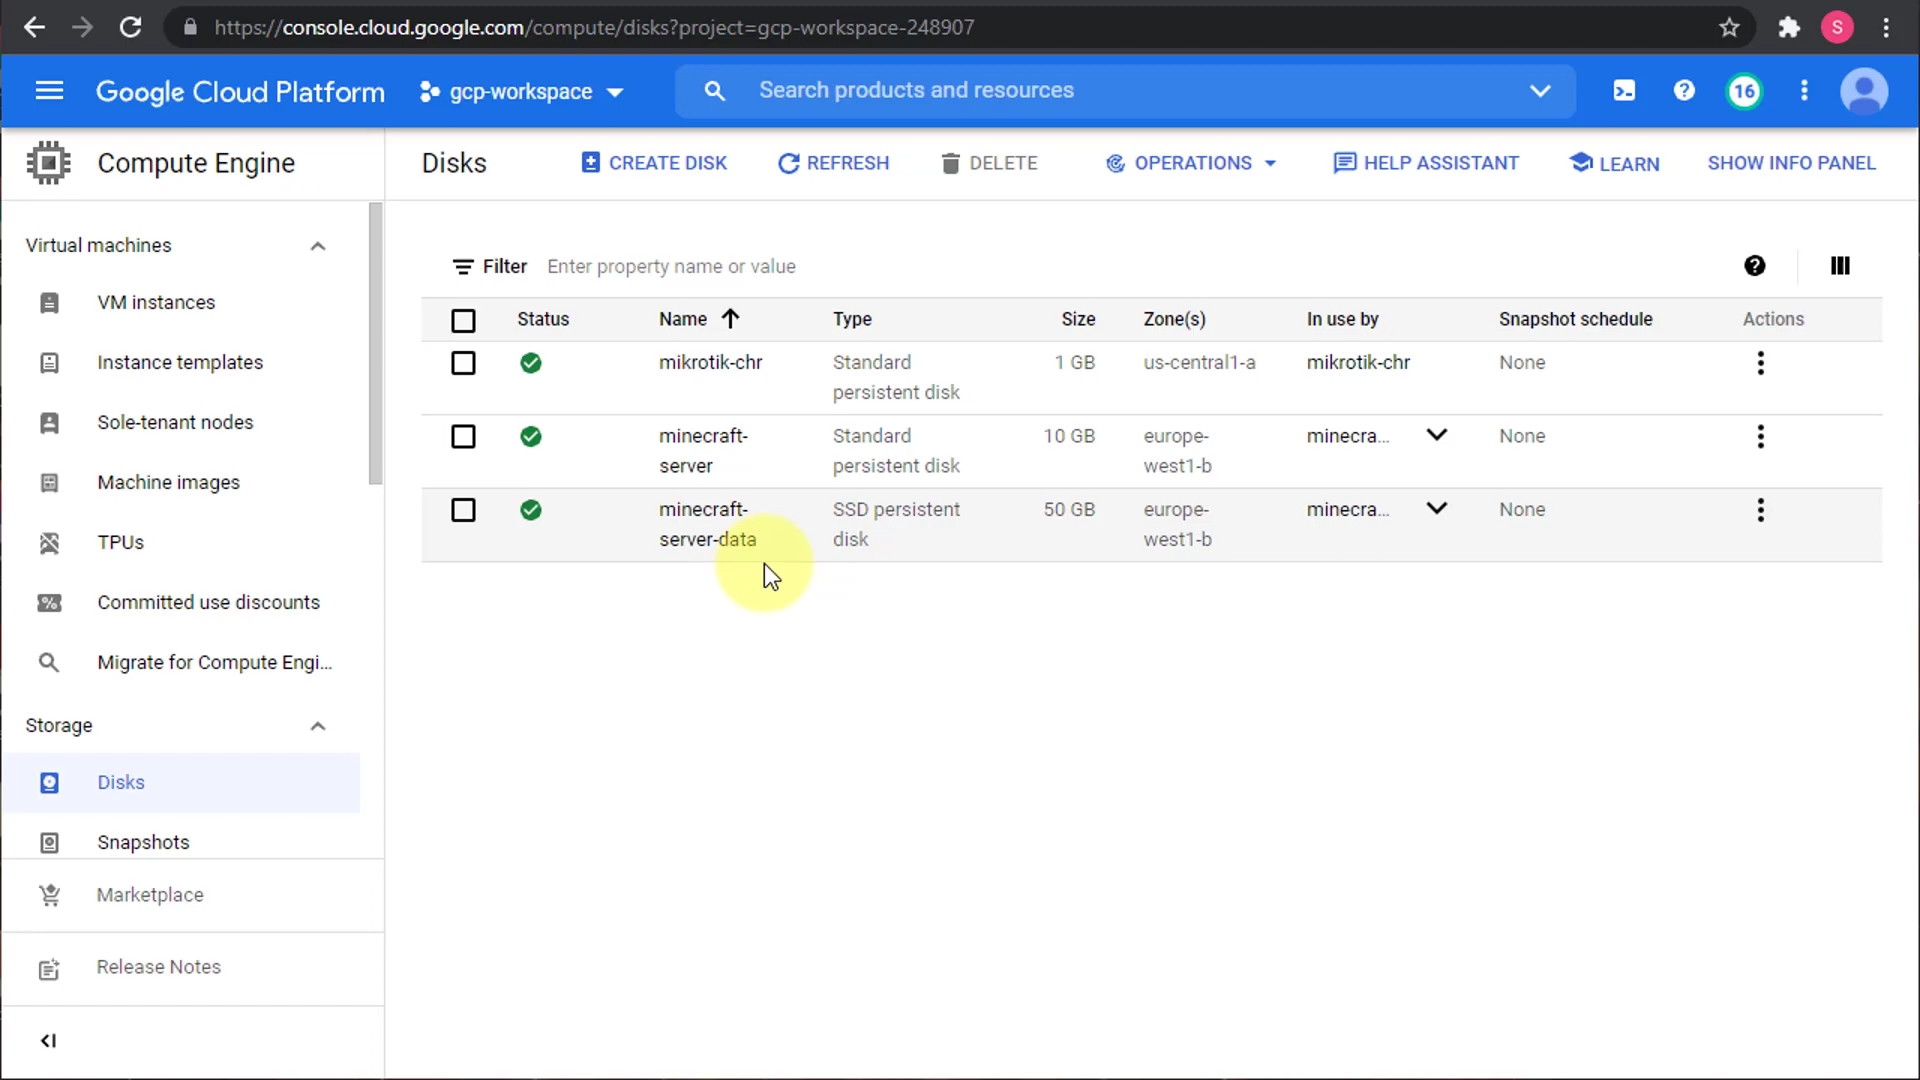 https://console.cloud.google.com/compute/disks?project=gcp-workspace-248907
S
Google Cloud Platform
gcp-workspace
Search products and resources
16
Compute Engine
Disks
CREATE DISK
REFRESH
DELETE
OPERATIONS
HELP ASSISTANT
LEARN
SHOW INFO PANEL
Virtual machines
VM instances
Instance templates
Sole-tenant nodes
Machine images
TPUs
Committed use discounts
Migrate for Compute Engi...
Storage
Disks
Snapshots
Marketplace
Release Notes
Filter Enter property name or value
Status Name Type Size Zone(s) In use by Snapshot schedule Actions
mikrotik-chr Standard 1 GB us-central1-a mikrotik-chr None
persistent disk
minecraft- Standard 10 GB europe- minecra... None
server persistent disk west1-b
minecraft- SSD persistent 50 GB europe- minecra... None
server-data disk west1-b